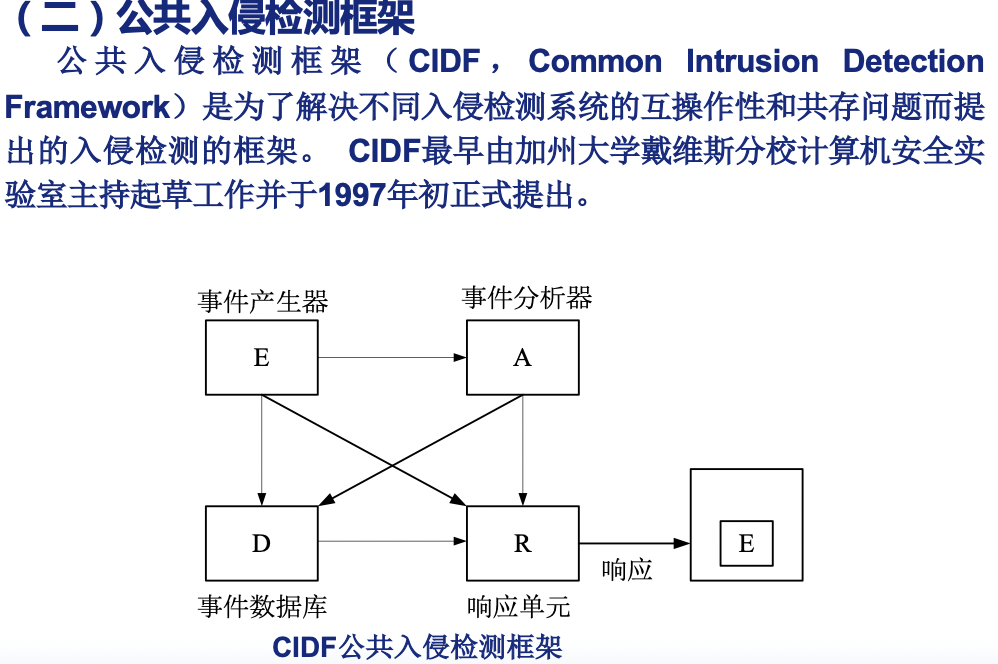 （二）公共入侵检测框架
公共入侵检测框架（CIDF，Common Intrusion Detection
Framework）是为了解决不同入侵检测系统的互操作性和共存问题而提
出的入侵检测的框架。 CIDF最早由加州大学戴维斯分校计算机安全实
验室主持起草工作并于1997年初正式提出。
事件产生器
事件分析器
E
A
D
R
E
响应
事件数据库
响应单元
CIDF公共入侵检测框架